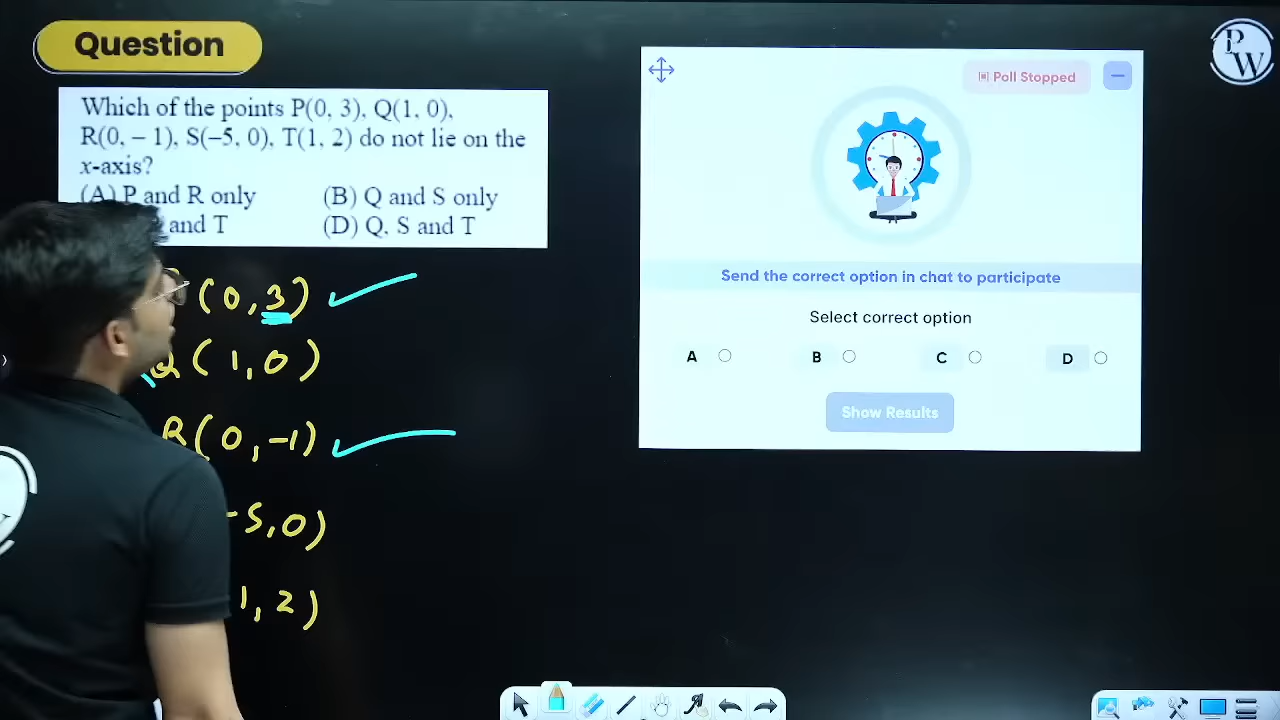 Question
Which of the points P(0, 3), Q(1, 0),
R(0, – 1), S(–5, 0), T(1, 2) do not lie on the
x-axis?
(A) P and R only (B) Q and S only
and T (D) Q, S and T
(0, 3)
Q (1, 0)
R (0, -1)
-5, 0)
1, 2)
Poll Stopped
Send the correct option in chat to participate
Select correct option
A B C D
Show Results
PW